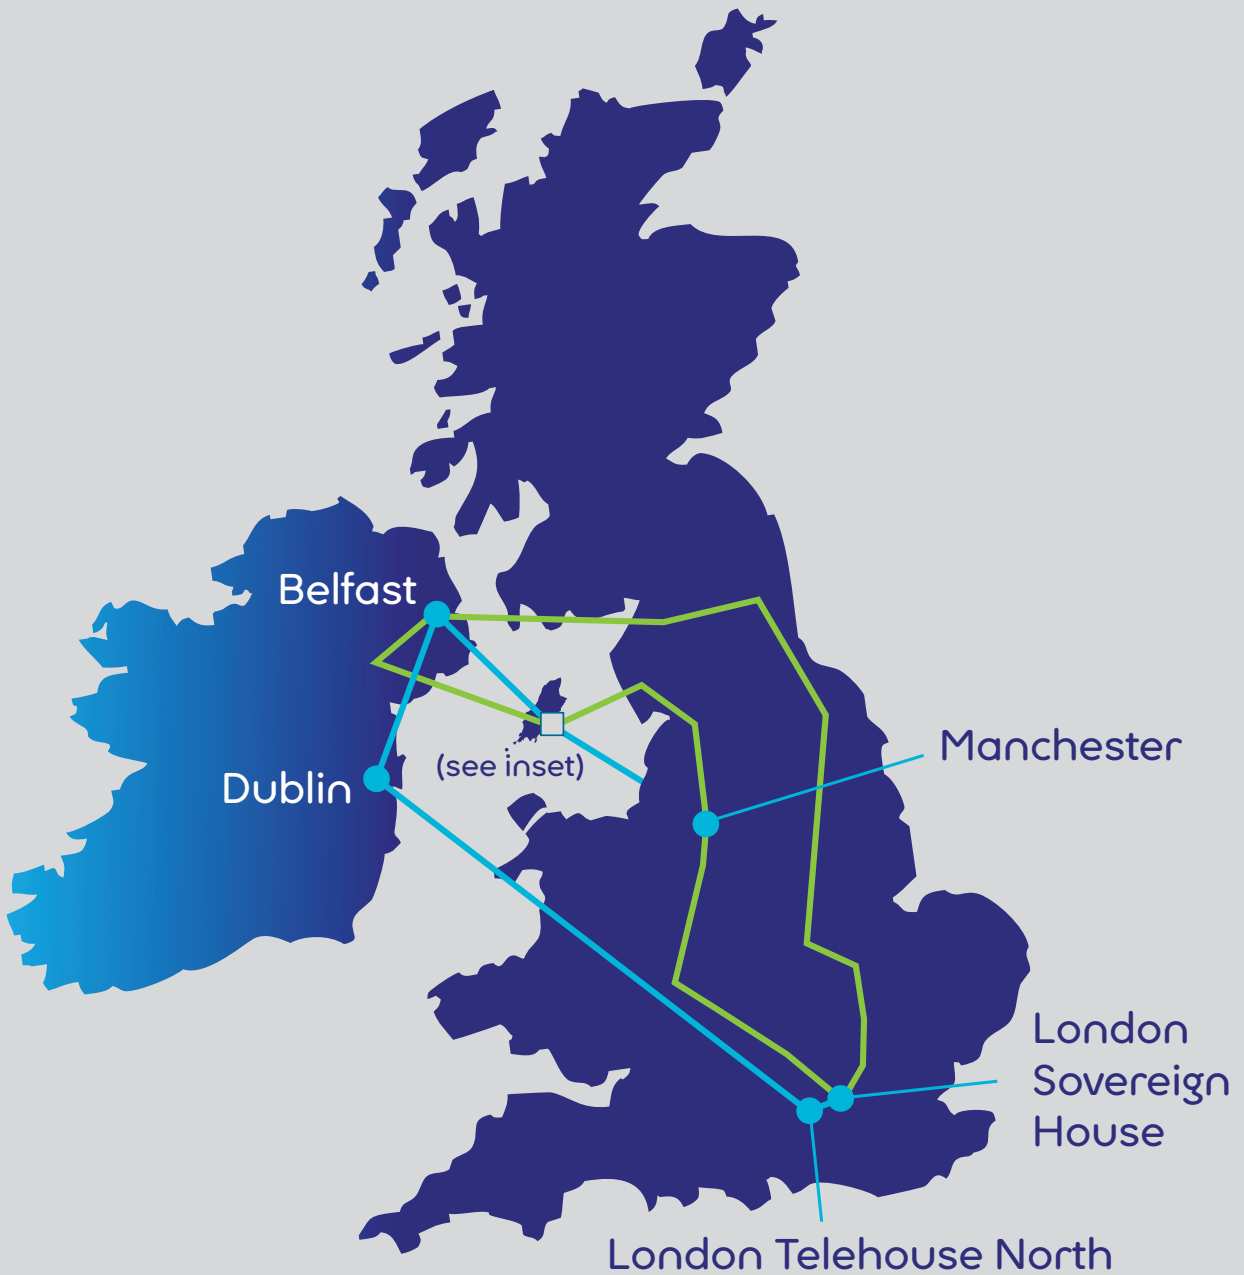 Belfast
Manchester
(see inset)
Dublin
London
Sovereign
House
London Telehouse North